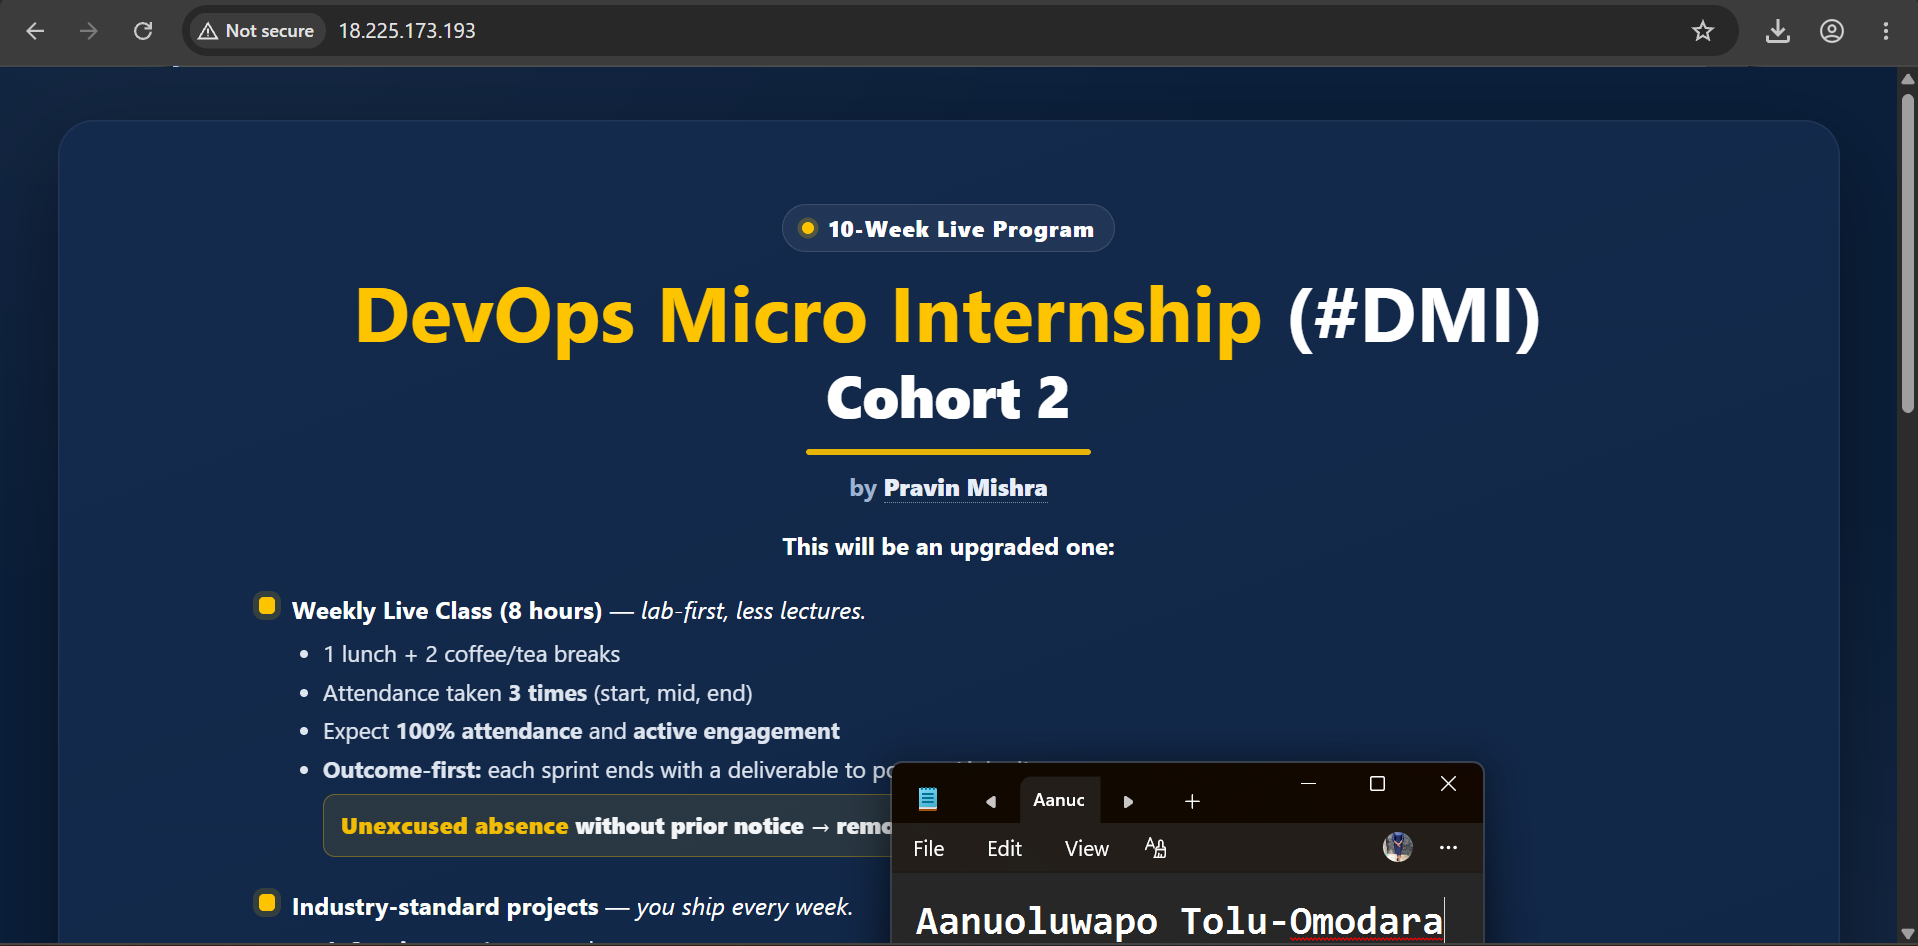 Not secure 18.225.173.193
10-Week Live Program
DevOps Micro Internship (#DMI)
Cohort 2
by Pravin Mishra
This will be an upgraded one:
Weekly Live Class (8 hours) — lab-first, less lectures.
• 1 lunch + 2 coffee/tea breaks
• Attendance taken 3 times (start, mid, end)
• Expect 100% attendance and active engagement
• Outcome-first: each sprint ends with a deliverable to
Unexcused absence without prior notice →
Industry-standard projects — you ship every week.
Aanuc
File Edit View
Aanuoluwapo Tolu-Omodara